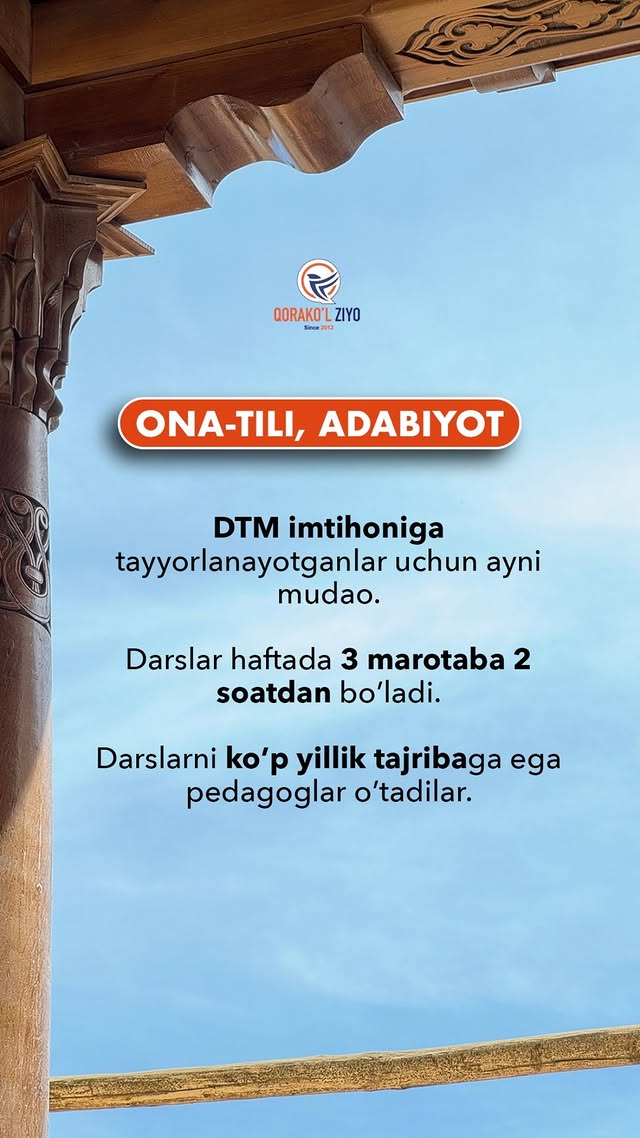 QORAKO'L ZIYO
Since 2012
ONA-TILI, ADABIYOT
DTM imtihoniga
tayyorlanayotganlar uchun ayni
mudao.
Darslar haftada 3 marotaba 2
soatdan bo‘ladi.
Darslarni ko‘p yillik tajribaga ega
pedagoglar o‘tadilar.